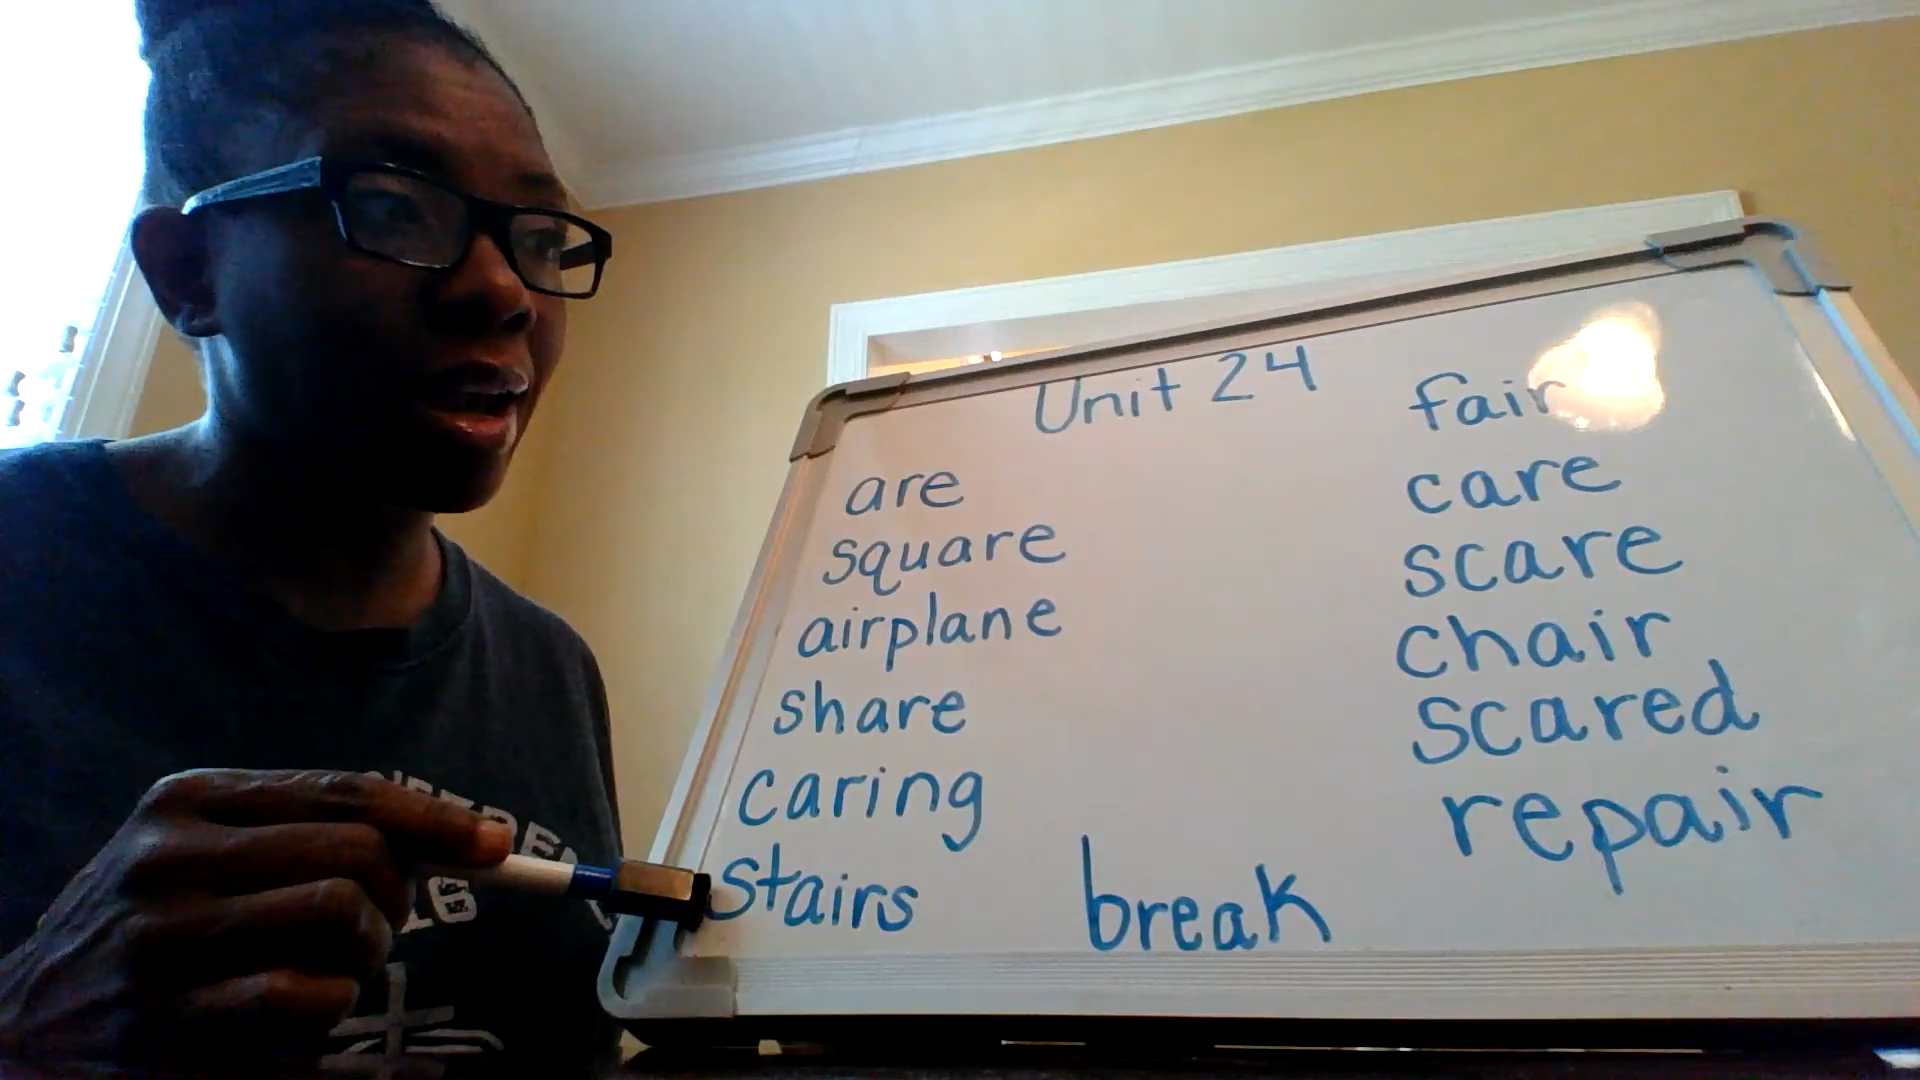 Unit 24
are
square
airplane
share
caring
stairs
break
fair
care
scare
chair
scared
repair